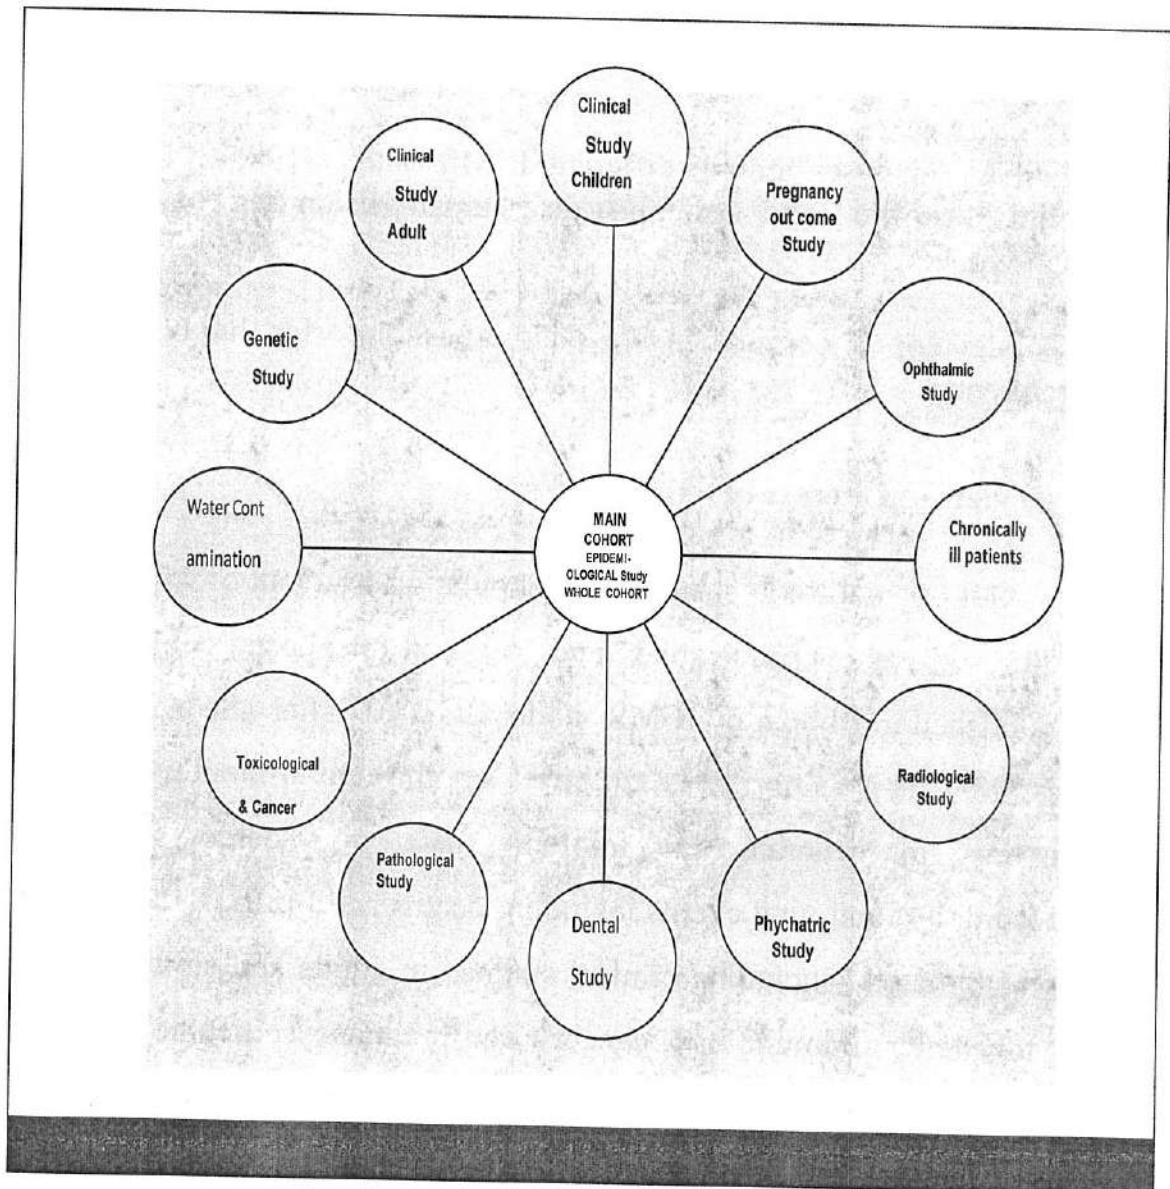 Clinical
Study
Children
Clinical
Study
Adult
Pregnancy
out come
Study
Genetic
Study
Ophthalmic
Study
Water Cont
amination
MAIN
COHORT
EPIDEMI-
OLOGICAL Study
WHOLE COHORT
Chronically
ill patients
Toxicological
& Cancer
Radiological
Study
Pathological
Study
Dental
Study
Phychatric
Study